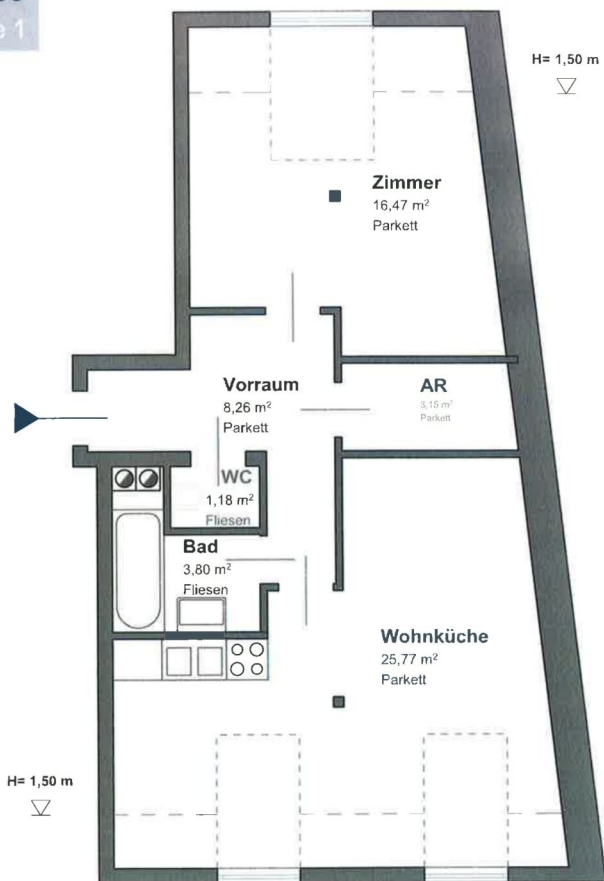 e 1
H= 1,50 m
Zimmer
16,47 m²
Parkett
Vorraum
8,26 m²
Parkett
AR
3,15 m²
Parkett
WC
1,18 m²
Fliesen
Bad
3,80 m²
Fliesen
Wohnküche
25,77 m²
Parkett
H= 1,50 m